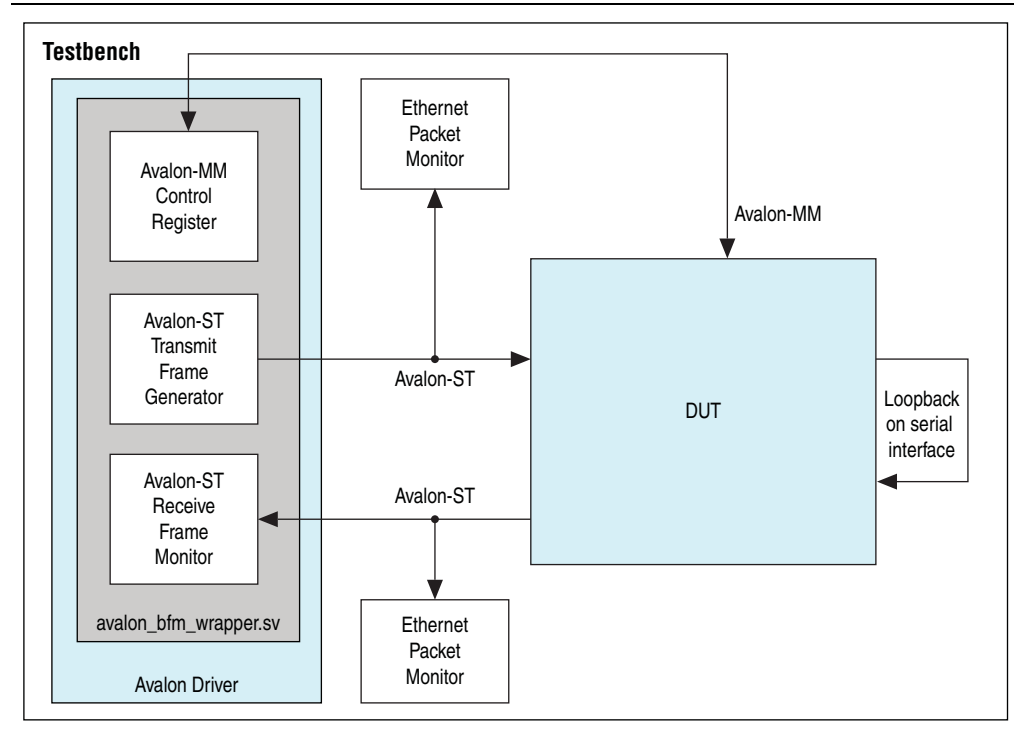 Testbench
Avalon-MM
Control
Register
Avalon-ST
Transmit
Frame
Generator
Avalon-ST
Receive
Frame
Monitor
avalon_bfm_wrapper.sv
Avalon Driver
Ethernet
Packet
Monitor
Avalon-MM
Avalon-ST
DUT
Loopback
on serial
interface
Avalon-ST
Ethernet
Packet
Monitor